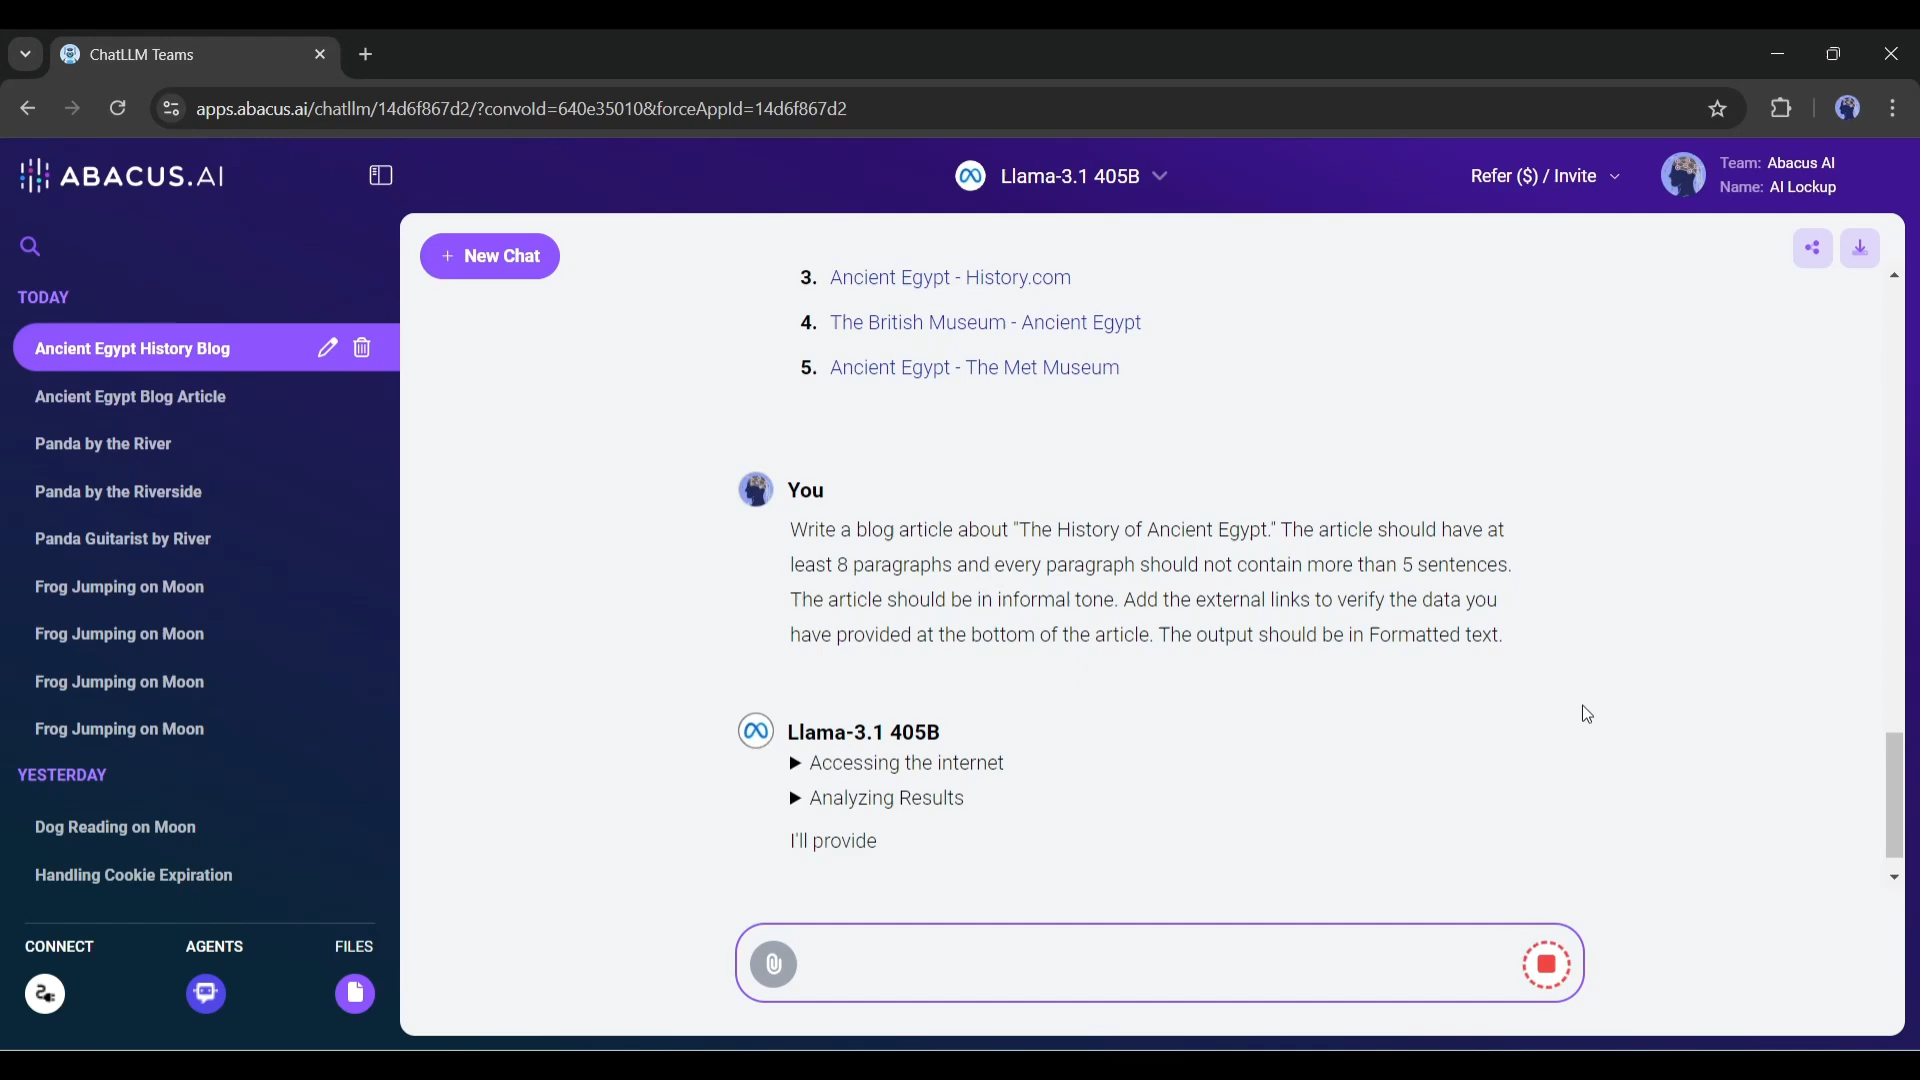 ChatLLM Teams
apps.abacus.ai/chatllm/14d6f867d2/?convoId=640e35010&forceAppId=14d6f867d2
ABACUS.AI
Llama-3.1 405B
Refer ($) / Invite
Team: Abacus AI
Name: AI Lockup
New Chat
TODAY
Ancient Egypt History Blog
Ancient Egypt Blog Article
Panda by the River
Panda by the Riverside
Panda Guitarist by River
Frog Jumping on Moon
Frog Jumping on Moon
Frog Jumping on Moon
Frog Jumping on Moon
YESTERDAY
Dog Reading on Moon
Handling Cookie Expiration
CONNECT
AGENTS
FILES
3. Ancient Egypt - History.com
4. The British Museum - Ancient Egypt
5. Ancient Egypt - The Met Museum
You
Write a blog article about "The History of Ancient Egypt." The article should have at
least 8 paragraphs and every paragraph should not contain more than 5 sentences.
The article should be in informal tone. Add the external links to verify the data you
have provided at the bottom of the article. The output should be in Formatted text.
Llama-3.1 405B
Accessing the internet
Analyzing Results
I'll provide